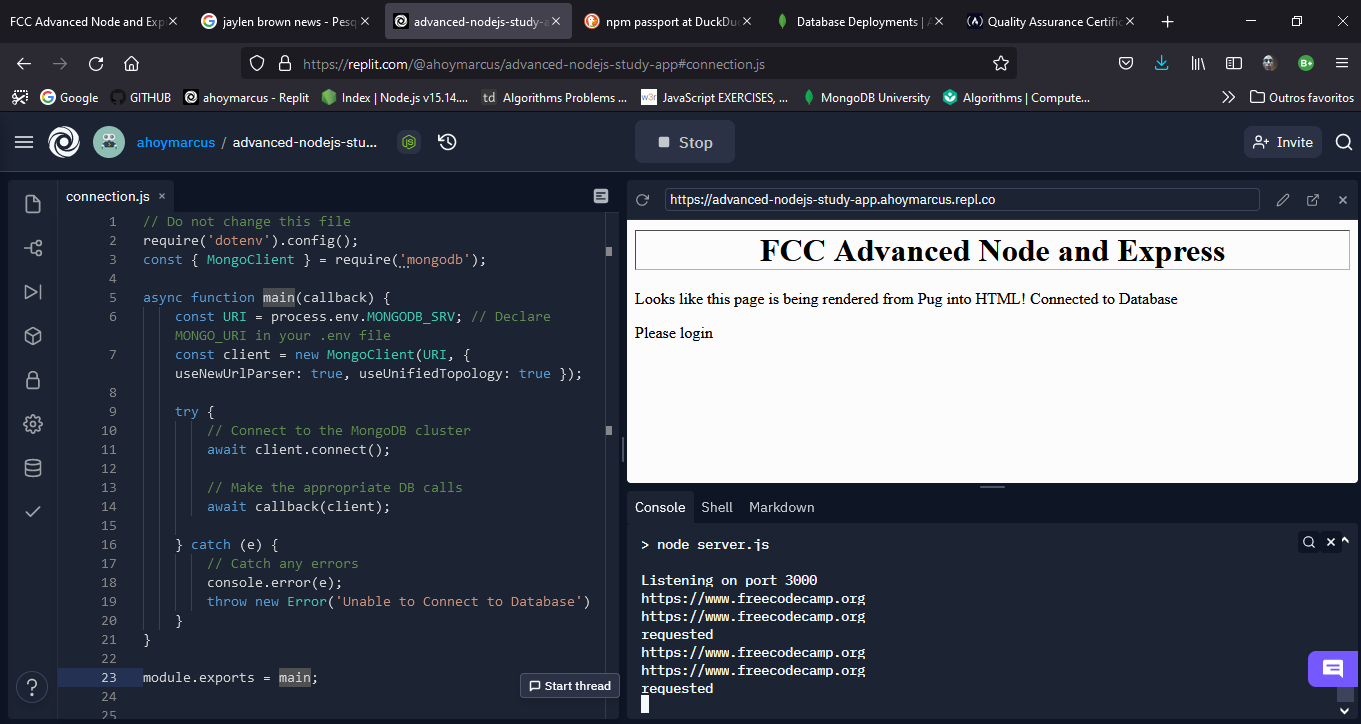 FCC Advanced Node and Exp
jaylen brown news - Pesq
advanced-nodejs-study-a
npm passport at DuckDuc
Database Deployments | A
Quality Assurance Certific
https://replit.com/@ahoymarcus/advanced-nodejs-study-app#connection.js
Google
GITHUB
ahoymarcus - Replit
Index | Node.js v15.14....
Algorithms Problems ...
JavaScript EXERCISES, ...
MongoDB University
Algorithms | Compute...
Outros favoritos
ahoymarcus / advanced-nodejs-stu...
Stop
Invite
connection.js
1 // Do not change this file
2 require('dotenv').config();
3 const { MongoClient } = require('mongodb');
4
5 async function main(callback) {
6 const URI = process.env.MONGODB_SRV; // Declare
MONGO_URI in your .env file
7 const client = new MongoClient(URI, {
useNewUrlParser: true, useUnifiedTopology: true });
8
9 try {
10 // Connect to the MongoDB cluster
11 await client.connect();
12
13 // Make the appropriate DB calls
14 await callback(client);
15
16 } catch (e) {
17 // Catch any errors
18 console.error(e);
19 throw new Error('Unable to Connect to Database')
20 }
21 }
22
23 module.exports = main;
24
25
Start thread
?
https://advanced-nodejs-study-app.ahoymarcus.repl.co
FCC Advanced Node and Express
Looks like this page is being rendered from Pug into HTML! Connected to Database
Please login
Console
Shell
Markdown
> node server.js
Listening on port 3000
https://www.freecodecamp.org
https://www.freecodecamp.org
requested
https://www.freecodecamp.org
https://www.freecodecamp.org
requested